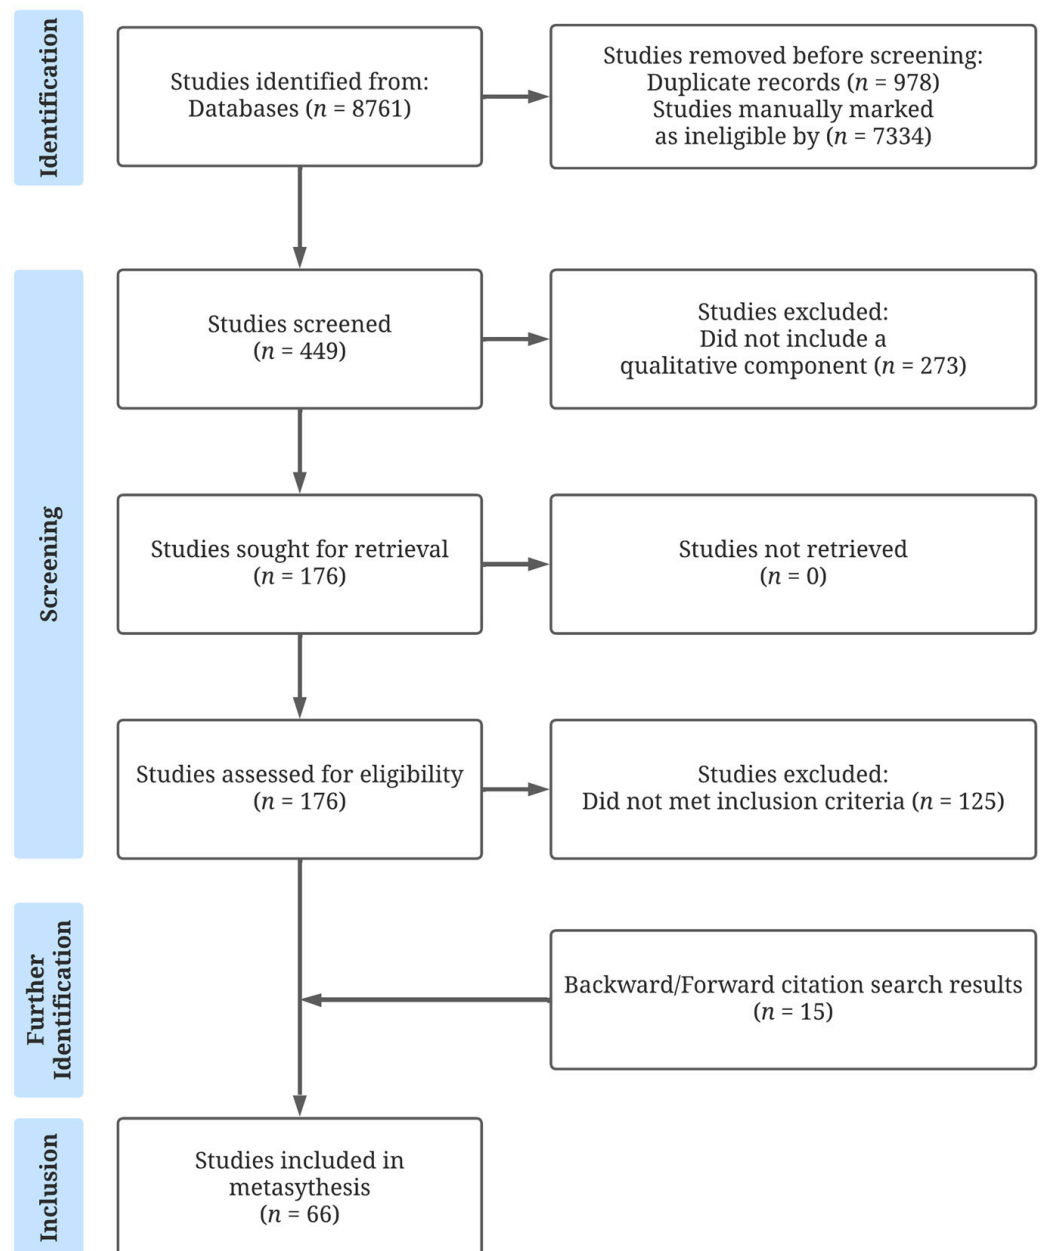 Identification
Studies identified from:
Databases (n = 8761)
Studies removed before screening:
Duplicate records (n = 978)
Studies manually marked
as ineligible by (n = 7334)
Screening
Studies screened
(n = 449)
Studies excluded:
Did not include a
qualitative component (n = 273)
Studies sought for retrieval
(n = 176)
Studies not retrieved
(n = 0)
Studies assessed for eligibility
(n = 176)
Studies excluded:
Did not met inclusion criteria (n = 125)
Further
Identification
Backward/Forward citation search results
(n = 15)
Inclusion
Studies included in
metasythesis
(n = 66)